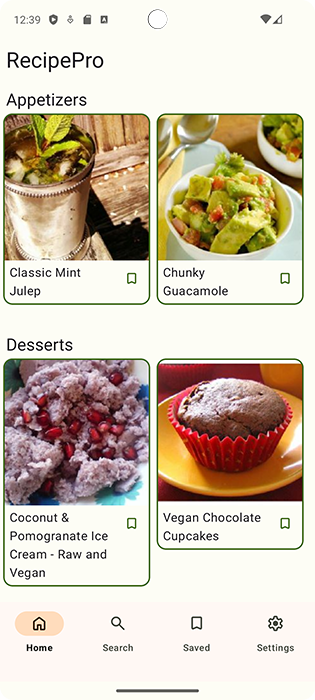 12:39
RecipePro
Appetizers
Classic Mint
Julep
Chunky
Guacamole
Desserts
Coconut &
Pomogranate Ice
Cream - Raw and
Vegan
Vegan Chocolate
Cupcakes
Home
Search
Saved
Settings